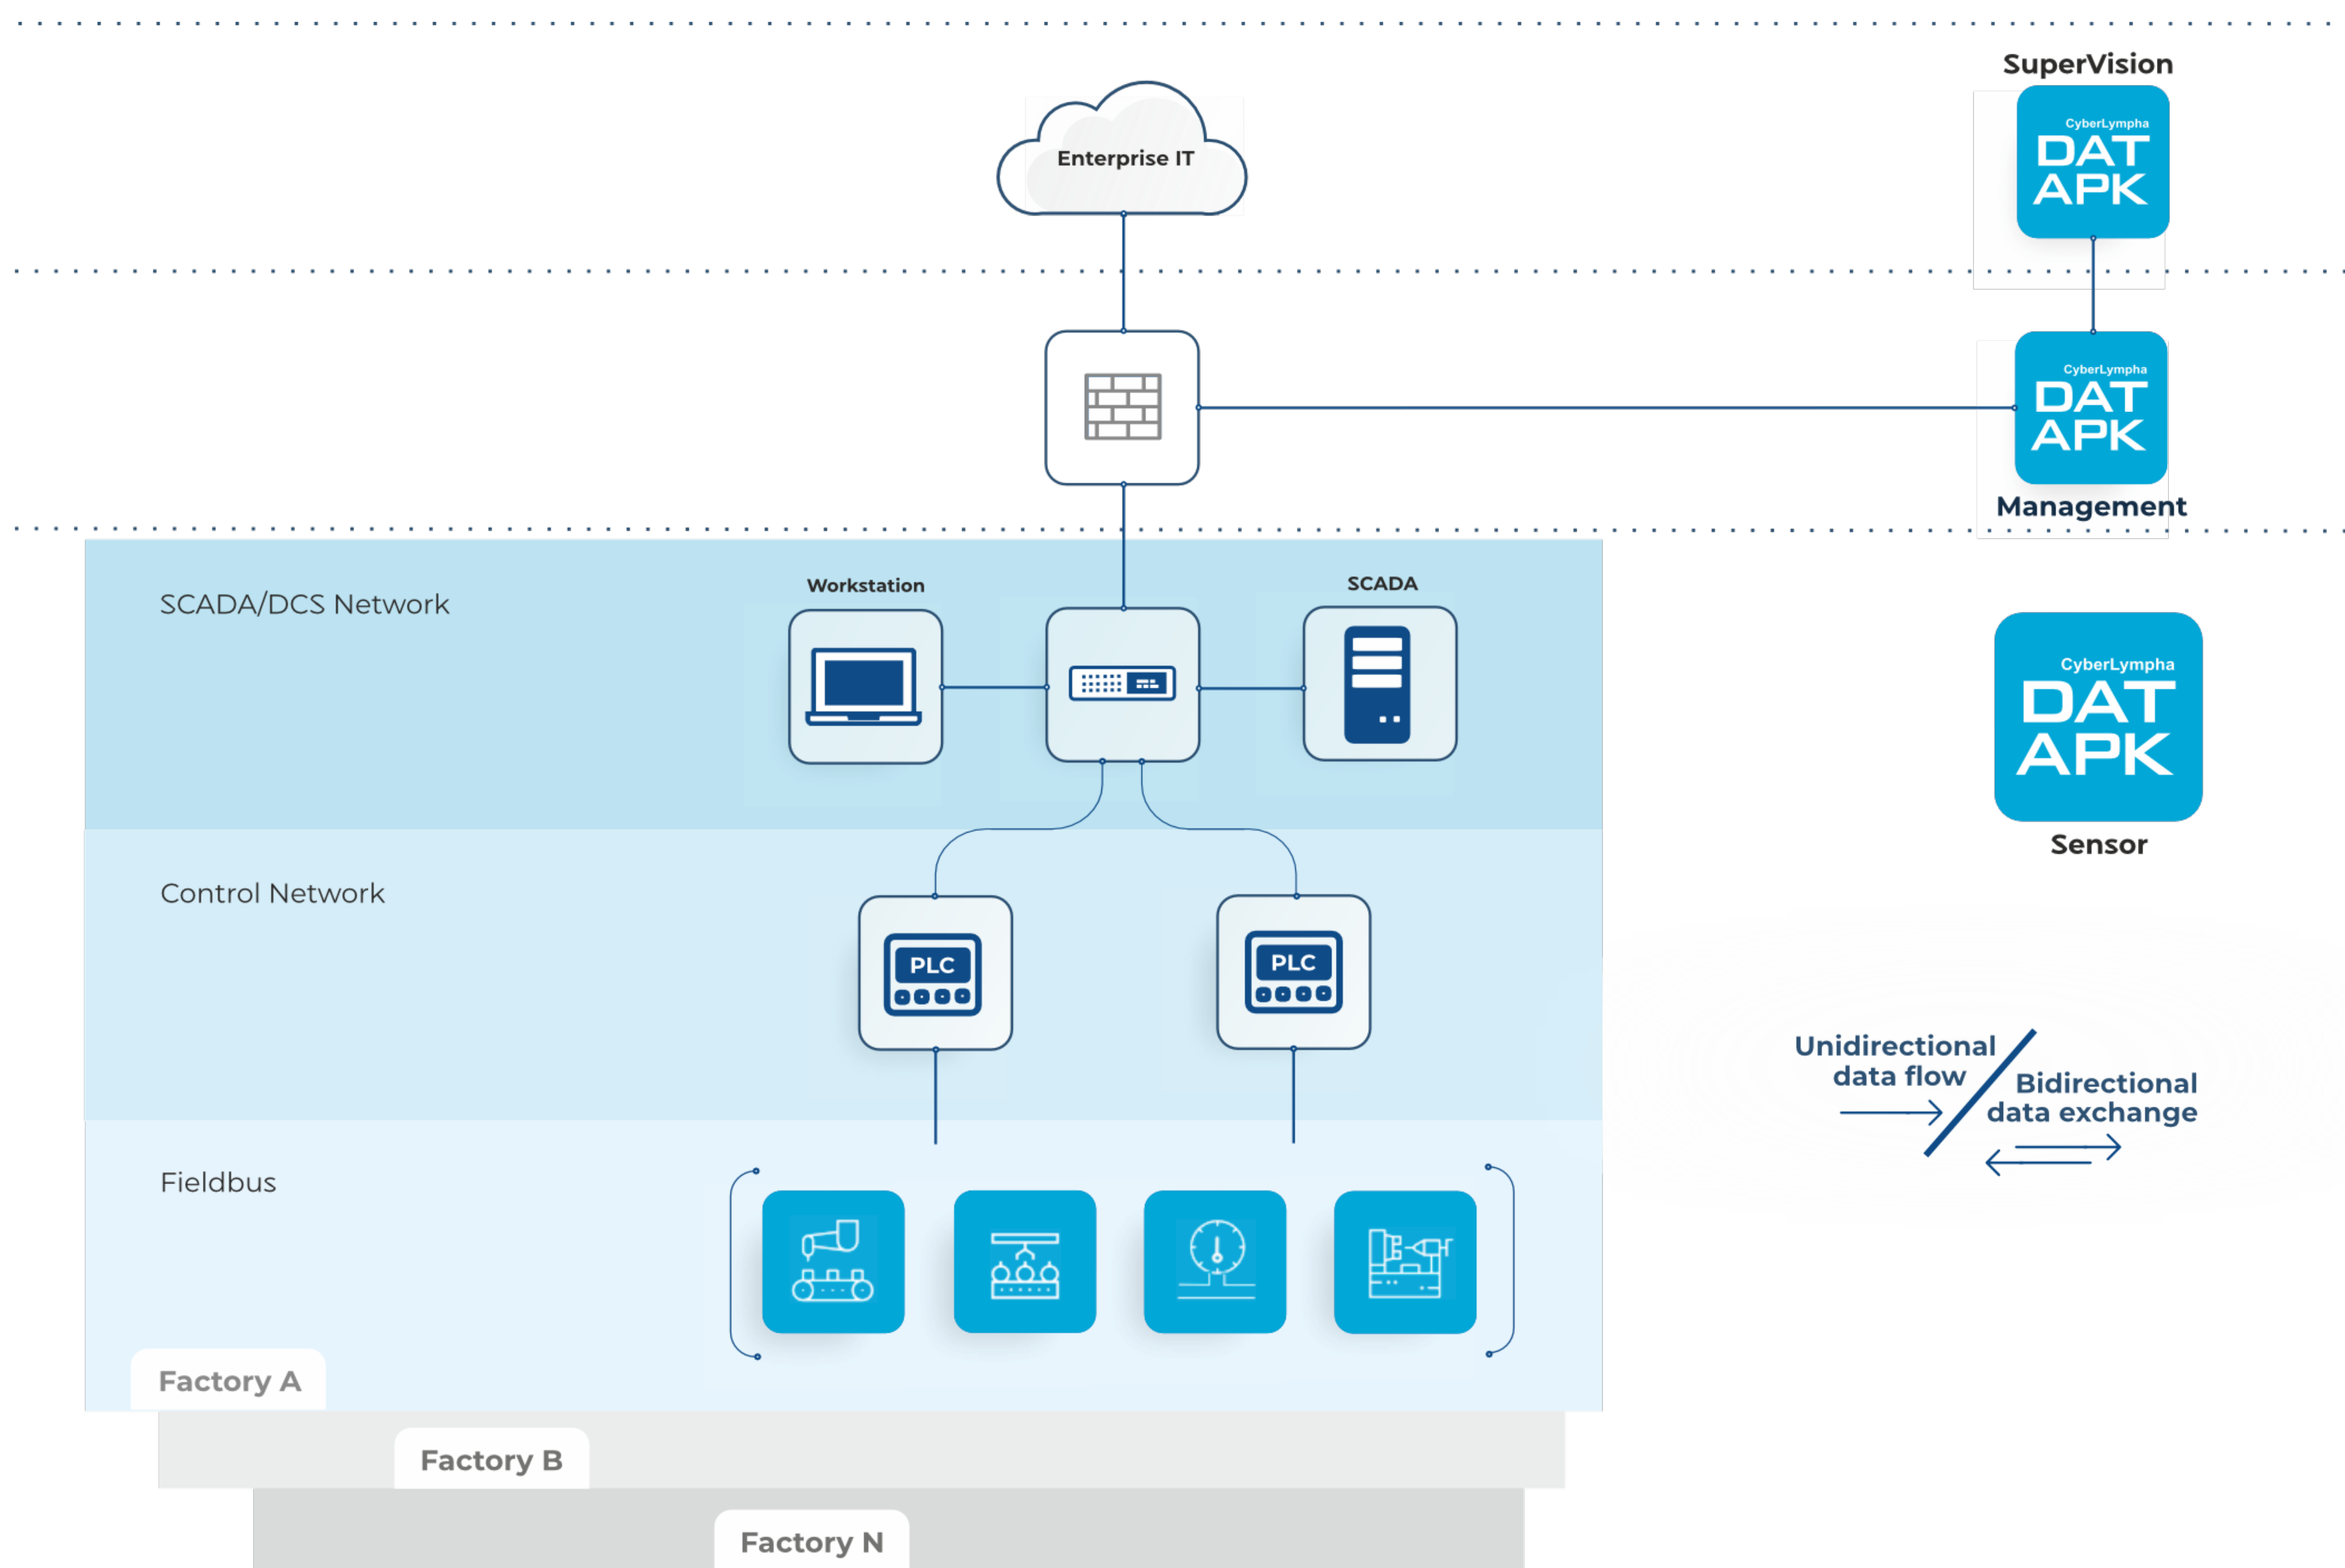 SuperVision
CyberLympha
DAT
APK
Enterprise IT
CyberLympha
DAT
APK
Management
SCADA/DCS Network
Workstation
SCADA
CyberLympha
DAT
APK
Sensor
Control Network
PLC
PLC
Unidirectional
data flow
Bidirectional
data exchange
Fieldbus
Factory A
Factory B
Factory N